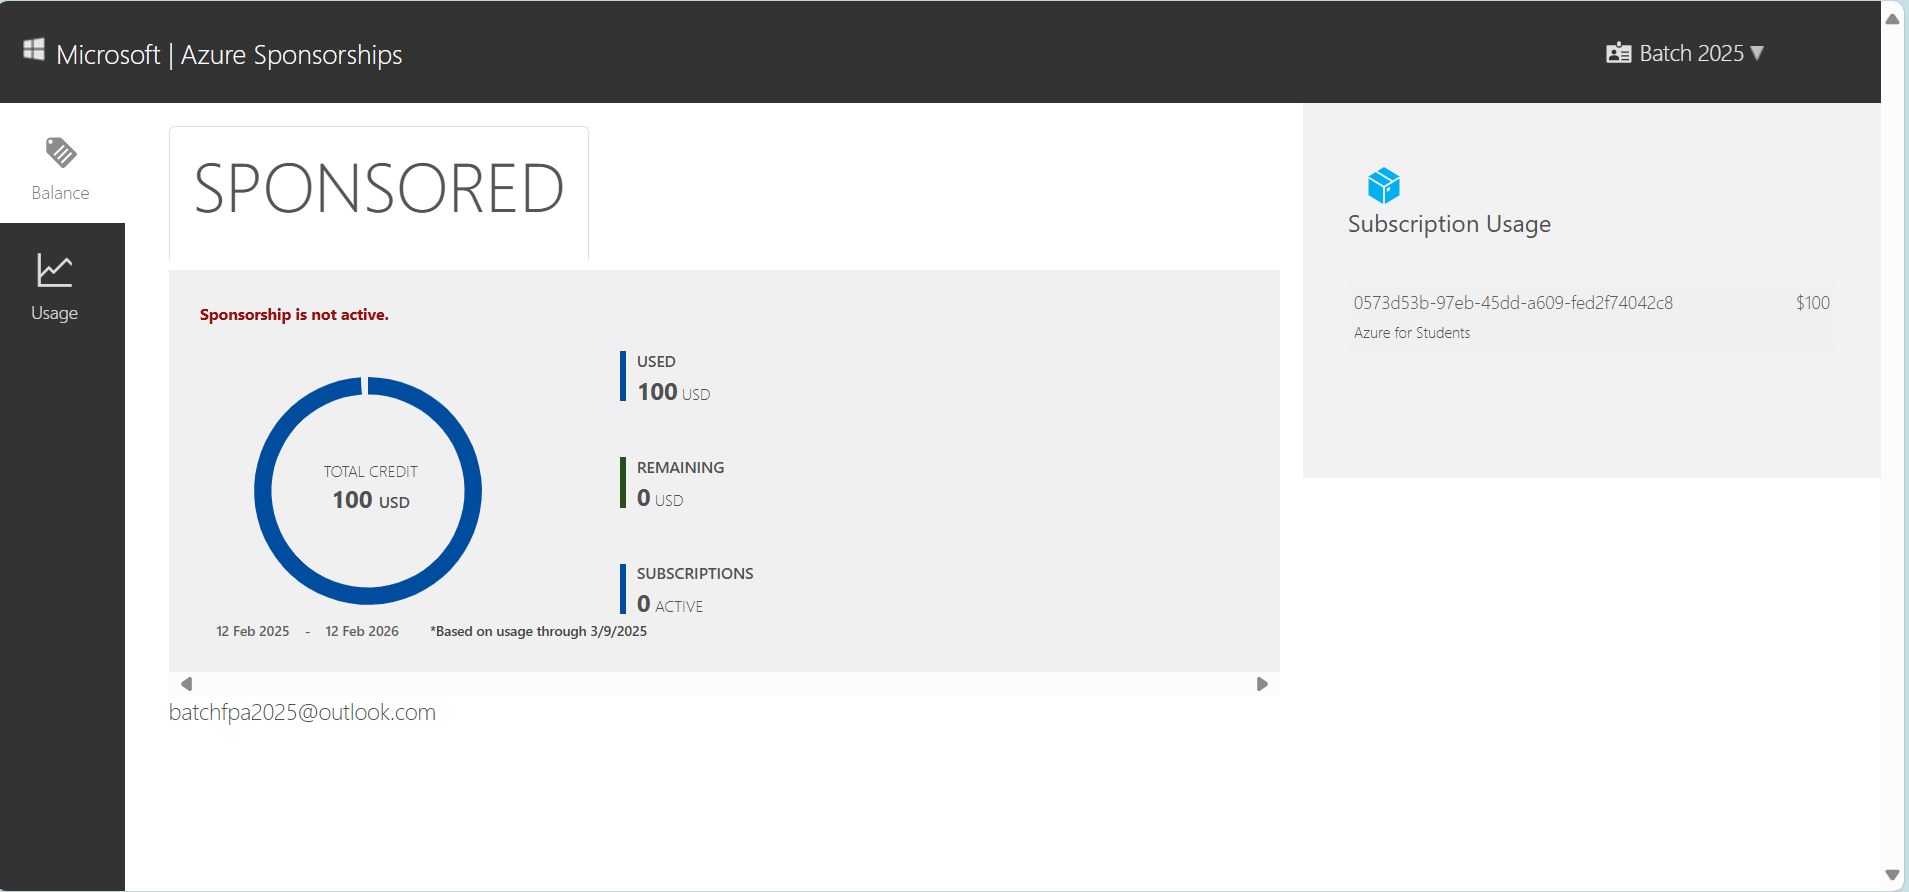 Microsoft | Azure Sponsorships
Batch 2025
Balance
Usage
SPONSORED
Sponsorship is not active.
TOTAL CREDIT
100 USD
12 Feb 2025 - 12 Feb 2026
*Based on usage through 3/9/2025
USED
100 USD
REMAINING
0 USD
SUBSCRIPTIONS
0 ACTIVE
batchfpa2025@outlook.com
Subscription Usage
0573d53b-97eb-45dd-a609-fed2f74042c8 $100
Azure for Students